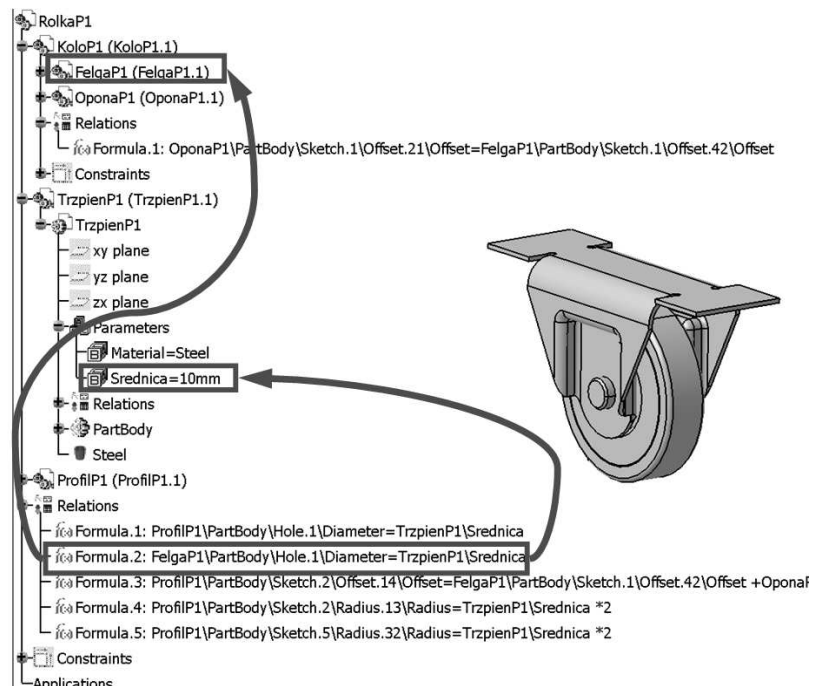 RolkaP1
KoloP1 (KoloP1.1)
FelgaP1 (FelgaP1.1)
OponaP1 (OponaP1.1)
Relations
f(x) Formula.1: OponaP1\PartBody\Sketch.1\Offset.21\Offset=FelgaP1\PartBody\Sketch.1\Offset.42\Offset
Constraints
TrzpienP1 (TrzpienP1.1)
TrzpienP1
xy plane
yz plane
zx plane
Parameters
Material=Steel
Srednica=10mm
Relations
PartBody
Steel
ProfilP1 (ProfilP1.1)
Relations
f(x) Formula.1: ProfilP1\PartBody\Hole.1\Diameter=TrzpienP1\Srednica
f(x) Formula.2: FelgaP1\PartBody\Hole.1\Diameter=TrzpienP1\Srednica
f(x) Formula.3: ProfilP1\PartBody\Sketch.2\Offset.14\Offset=FelgaP1\PartBody\Sketch.1\Offset.42\Offset +OponaP
f(x) Formula.4: ProfilP1\PartBody\Sketch.2\Radius.13\Radius=TrzpienP1\Srednica *2
f(x) Formula.5: ProfilP1\PartBody\Sketch.5\Radius.32\Radius=TrzpienP1\Srednica *2
Constraints
Applications